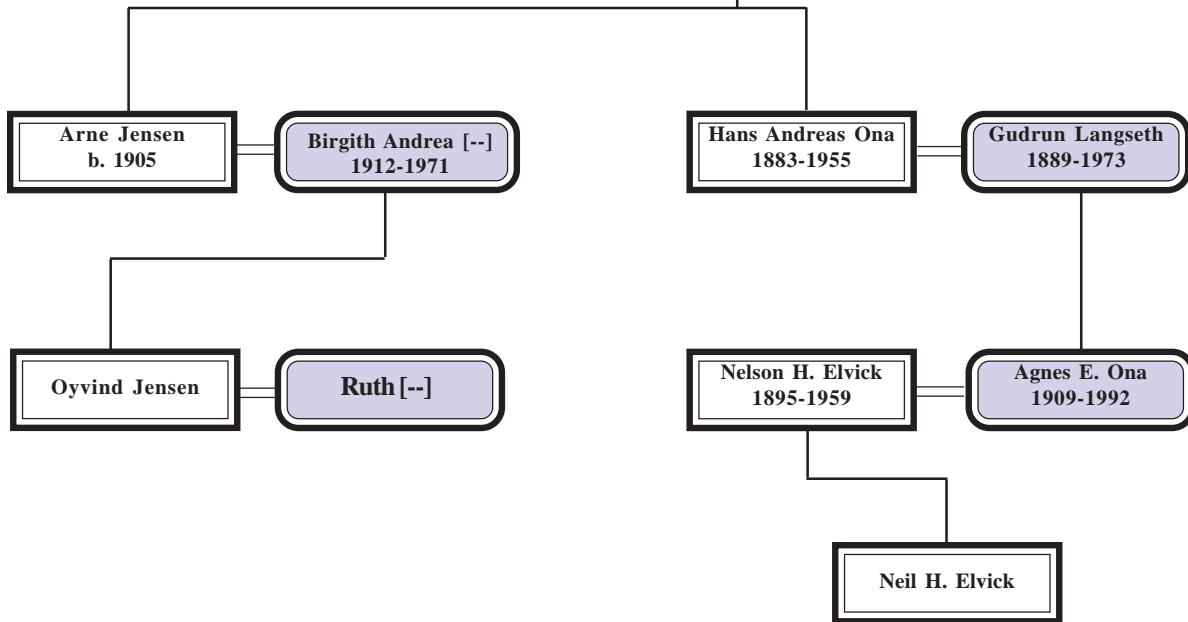 Arne Jensen
b. 1905
Birgith Andrea [--]
1912-1971
Hans Andreas Ona
1883-1955
Gudrun Langseth
1889-1973
Oyvind Jensen
Ruth [--]
Nelson H. Elvick
1895-1959
Agnes E. Ona
1909-1992
Neil H. Elvick